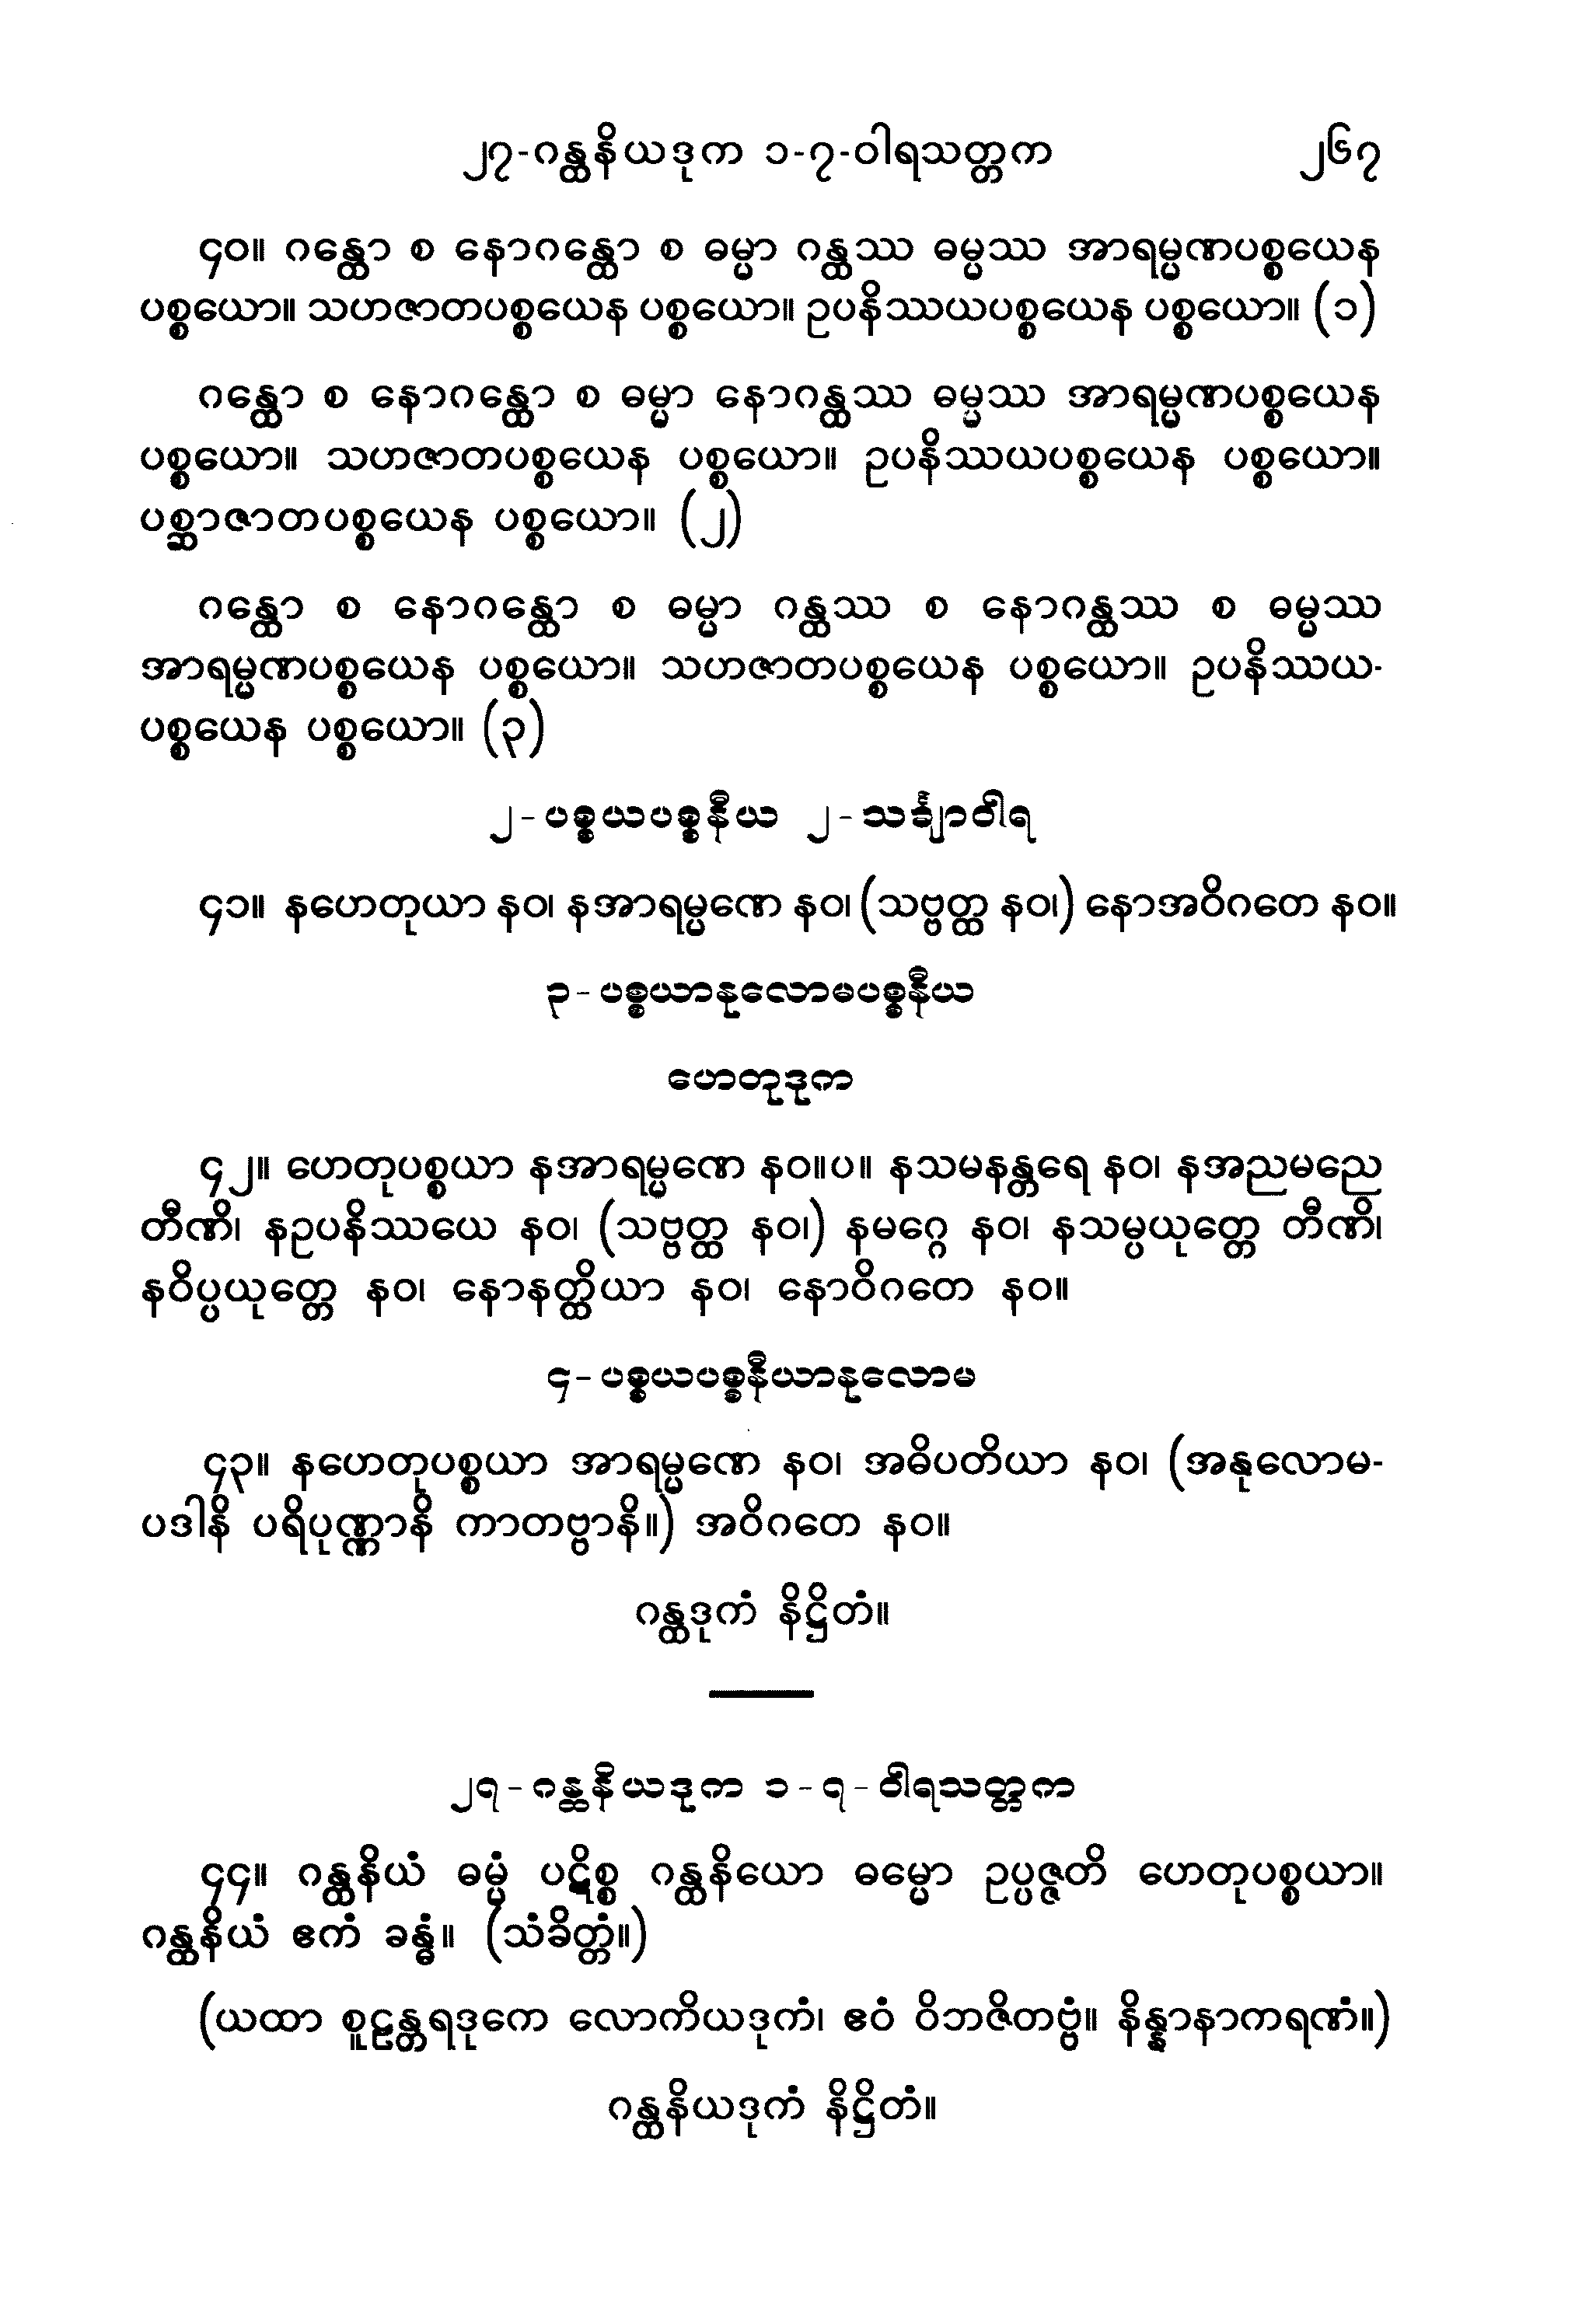 ၂၇-ဂန္ထနိယဒုက ၁-၇-ဝါရသတ္တက ၂၆၇
၄၀။ ဂန္ထော စ နောဂန္ထော စ ဓမ္မာ ဂန္ထဿ ဓမ္မဿ အာရမ္မဏပစ္စယေန
ပစ္စယော။ သဟဇာတပစ္စယေန ပစ္စယော။ ဥပနိဿယပစ္စယေန ပစ္စယော။ (၁)
ဂန္ထော စ နောဂန္ထော စ ဓမ္မာ နောဂန္ထဿ ဓမ္မဿ အာရမ္မဏပစ္စယေန
ပစ္စယော။ သဟဇာတပစ္စယေန ပစ္စယော။ ဥပနိဿယပစ္စယေန ပစ္စယော။
ပစ္ဆာဇာတပစ္စယေန ပစ္စယော။ (၂)
ဂန္ထော စ နောဂန္ထော စ ဓမ္မာ ဂန္ထဿ စ နောဂန္ထဿ စ ဓမ္မဿ
အာရမ္မဏပစ္စယေန ပစ္စယော။ သဟဇာတပစ္စယေန ပစ္စယော။ ဥပနိဿယ-
ပစ္စယေန ပစ္စယော။ (၃)
၂-ပစ္စယပစ္စနီယ ၂-သင်္ချာဝါရ
၄၁။ နဟေတုယာ နဝ၊ နအာရမ္မဏေ နဝ၊ (သဗ္ဗတ္ထ နဝ၊) နောအဝိဂတေ နဝ။
၃-ပစ္စယာနုလောမပစ္စနီယ
ဟေတုဒုက
၄၂။ ဟေတုပစ္စယာ နအာရမ္မဏေ နဝ။ပ။ နသမနန္တရေ နဝ၊ နအညမညေ
တီဏိ၊ နဥပနိဿယေ နဝ၊ (သဗ္ဗတ္ထ နဝ၊) နမဂ္ဂေ နဝ၊ နသမ္ပယုတ္တေ တီဏိ၊
နဝိပ္ပယုတ္တေ နဝ၊ နောနတ္ထိယာ နဝ၊ နောဝိဂတေ နဝ။
၄-ပစ္စယပစ္စနီယာနုလောမ
၄၃။ နဟေတုပစ္စယာ အာရမ္မဏေ နဝ၊ အဓိပတိယာ နဝ၊ (အနုလောမ-
ပဒါနိ ပရိပုဏ္ဏာနိ ကာတဗ္ဗာနိ။) အဝိဂတေ နဝ။
ဂန္ထဒုကံ နိဋ္ဌိတံ။
၂၇-ဂန္ထနိယဒုက ၁-၇-ဝါရသတ္တက
၄၄။ ဂန္ထနိယံ ဓမ္မံ ပဋိစ္စ ဂန္ထနိယော ဓမ္မော ဥပ္ပဇ္ဇတိ ဟေတုပစ္စယာ။
ဂန္ထနိယံ ဧကံ ခန္ဓံ။ (သံခိတ္တံ။)
(ယထာ စူဠန္တရဒုကေ လောကိယဒုကံ၊ ဧဝံ ဝိဘဇိတဗ္ဗံ။ နိန္နာနာကရဏံ။)
ဂန္ထနိယဒုကံ နိဋ္ဌိတံ။